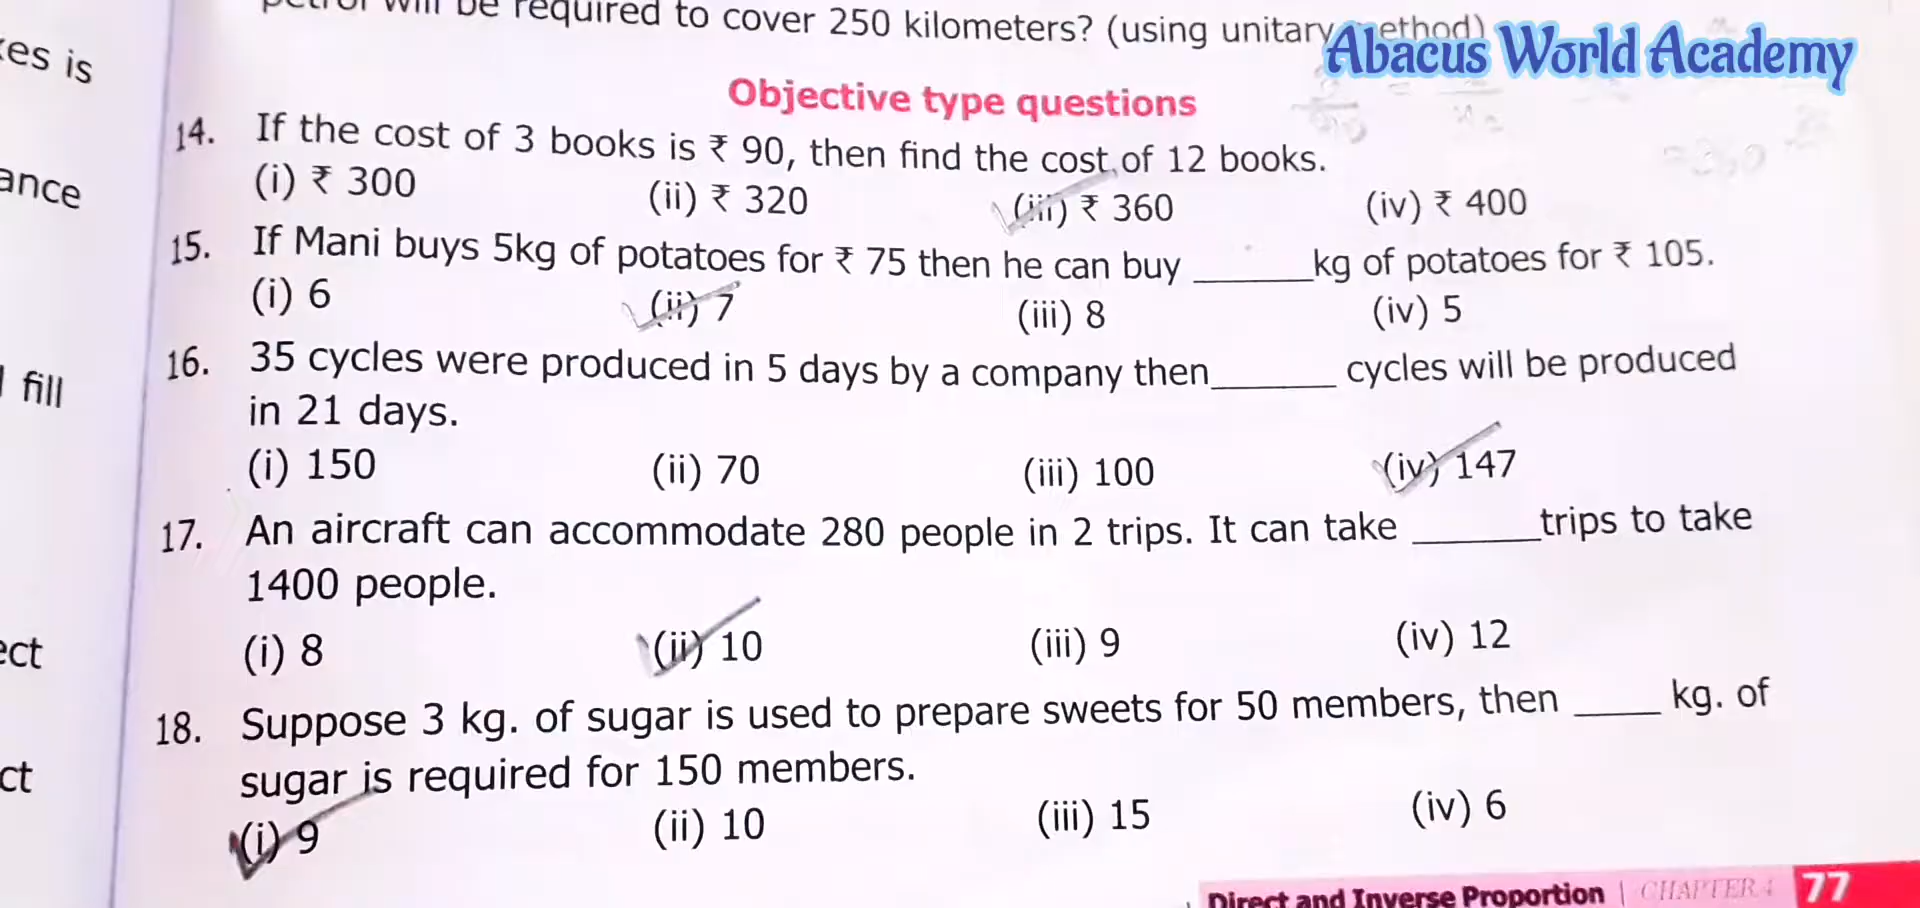 will be required to cover 250 kilometers? (using unitary method)
Abacus World Academy
es is
Objective type questions
14. If the cost of 3 books is ₹ 90, then find the cost of 12 books.
(i) ₹ 300 (ii) ₹ 320 (iii) ₹ 360 (iv) ₹ 400
ance
15. If Mani buys 5kg of potatoes for ₹ 75 then he can buy ______kg of potatoes for ₹ 105.
(i) 6 (ii) 7 (iii) 8 (iv) 5
16. 35 cycles were produced in 5 days by a company then______ cycles will be produced
fill
in 21 days.
(i) 150 (ii) 70 (iii) 100 (iv) 147
17. An aircraft can accommodate 280 people in 2 trips. It can take ______trips to take
1400 people.
(i) 8 (ii) 10 (iii) 9 (iv) 12
ect
18. Suppose 3 kg. of sugar is used to prepare sweets for 50 members, then ____ kg. of
sugar is required for 150 members.
ct
(i) 9 (ii) 10 (iii) 15 (iv) 6
Direct and Inverse Proportion | CHAPTER 4 77